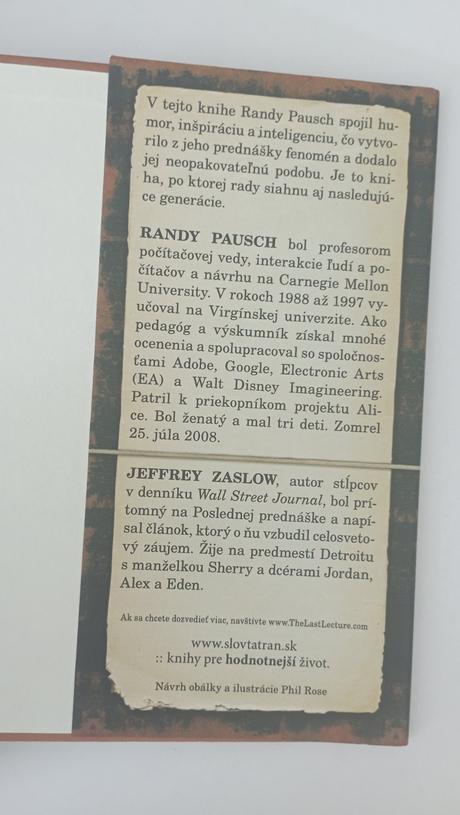 V tejto knihe Randy Pausch spojil hu-
mor, inšpiráciu a inteligenciu, čo vytvo-
rilo z jeho prednášky fenomén a dodalo
jej neopakovateľnú podobu. Je to kni-
ha, po ktorej rady siahnu aj nasledujú-
ce generácie.
RANDY PAUSCH bol profesorom
počítačovej vedy, interakcie ľudí a po-
čítačov a návrhu na Carnegie Mellon
University. V rokoch 1988 až 1997 vy-
učoval na Virgínskej univerzite. Ako
pedagóg a výskumník získal mnohé
ocenenia a spolupracoval so spoločnos-
ťami Adobe, Google, Electronic Arts
(EA) a Walt Disney Imagineering.
Patril k priekopníkom projektu Ali-
ce. Bol ženatý a mal tri deti. Zomrel
25. júla 2008.
JEFFREY ZASLOW, autor stĺpcov
v denníku Wall Street Journal, bol prí-
tomný na Poslednej prednáške a napí-
sal článok, ktorý o ňu vzbudil celosveto-
vý záujem. Žije na predmestí Detroitu
s manželkou Sherry a dcérami Jordan,
Alex a Eden.
Ak sa chcete dozvedieť viac, navštívte www.TheLastLecture.com
www.slovtatran.sk
:: knihy pre hodnotnejší život.
Návrh obálky a ilustrácie Phil Rose